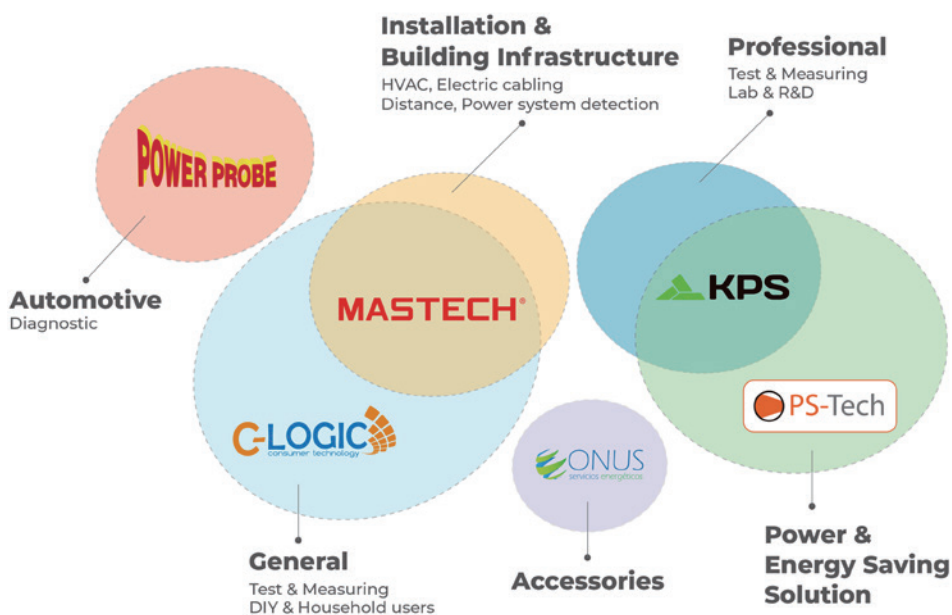 Installation &
Building Infrastructure
HVAC, Electric cabling
Distance, Power system detection
Professional
Test & Measuring
Lab & R&D
POWER PROBE
Automotive
Diagnostic
MASTECH®
KPS
C-LOGIC
consumer technology
PS-Tech
ONUS
servicios energéticos
General
Test & Measuring
DIY & Household users
Accessories
Power &
Energy Saving
Solution